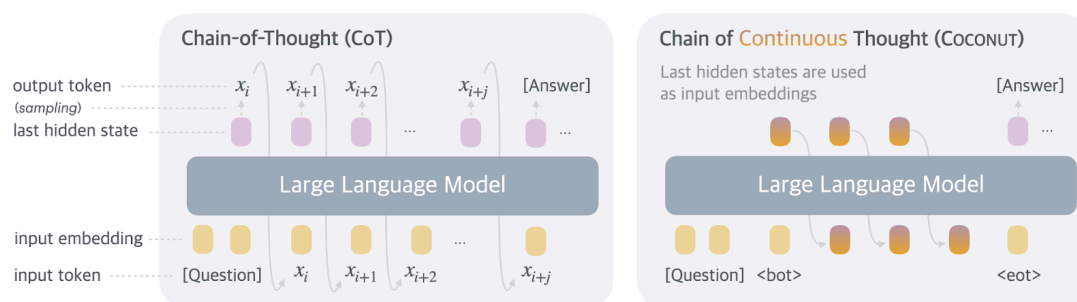 Chain-of-Thought (CoT)
output token
(sampling)
last hidden state
input embedding
input token
x_i x_{i+1} x_{i+2} x_{i+j} [Answer]
... ...
Large Language Model
...
[Question] x_i x_{i+1} x_{i+2} x_{i+j}
Chain of Continuous Thought (COCONUT)
Last hidden states are used
as input embeddings
[Answer]
...
Large Language Model
[Question] <bot> <eot>